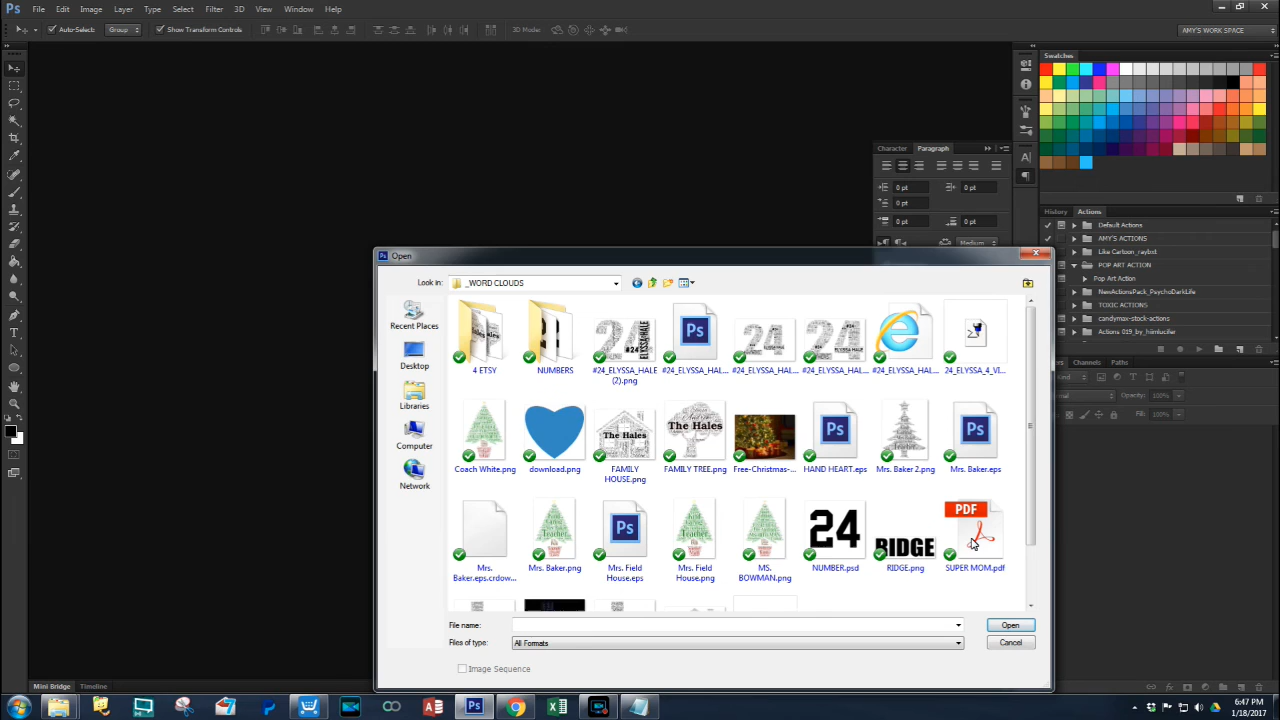 Ps File Edit Image Layer Type Select Filter 3D View Window Help
Auto-Select: Group Show Transform Controls 3D Mode: AMY'S WORK SPACE
Swatches
Character Paragraph
0 pt 0 pt
0 pt
0 pt 0 pt
Medium
History Actions
Default Actions
AMY'S ACTIONS
Like Cartoon_raybxt
POP ART ACTION
Pop Art Action
NewActionsPack_PsychoDarkLife
TOXIC ACTIONS
candymax-stock-actions
Actions 019_by_hiimlucifer
Channels Paths
Kind
Opacity: 100%
Fill: 100%
Ps Open
Look in: _WORD CLOUDS
Recent Places
Desktop
Libraries
Computer
Network
4 ETSY
NUMBERS
#24_ELYSSA_HALE
(2).png
#24_ELYSSA_HAL...
#24_ELYSSA_HAL...
#24_ELYSSA_HAL...
#24_ELYSSA_HAL...
24_ELYSSA_4_VI...
The Hales
The Hales
Coach White.png
download.png
FAMILY
HOUSE.png
FAMILY TREE.png
Free-Christmas-...
HAND HEART.eps
Mrs. Baker 2.png
Mrs. Baker.eps
24
RIDGE
PDF
Mrs.
Baker.eps.crdow...
Mrs. Baker.png
Mrs. Field
House.eps
Mrs. Field
House.png
MS.
BOWMAN.png
NUMBER.psd
RIDGE.png
SUPER MOM.pdf
File name:
Open
Files of type: All Formats
Cancel
Image Sequence
Mini Bridge Timeline
6:47 PM
1/18/2017